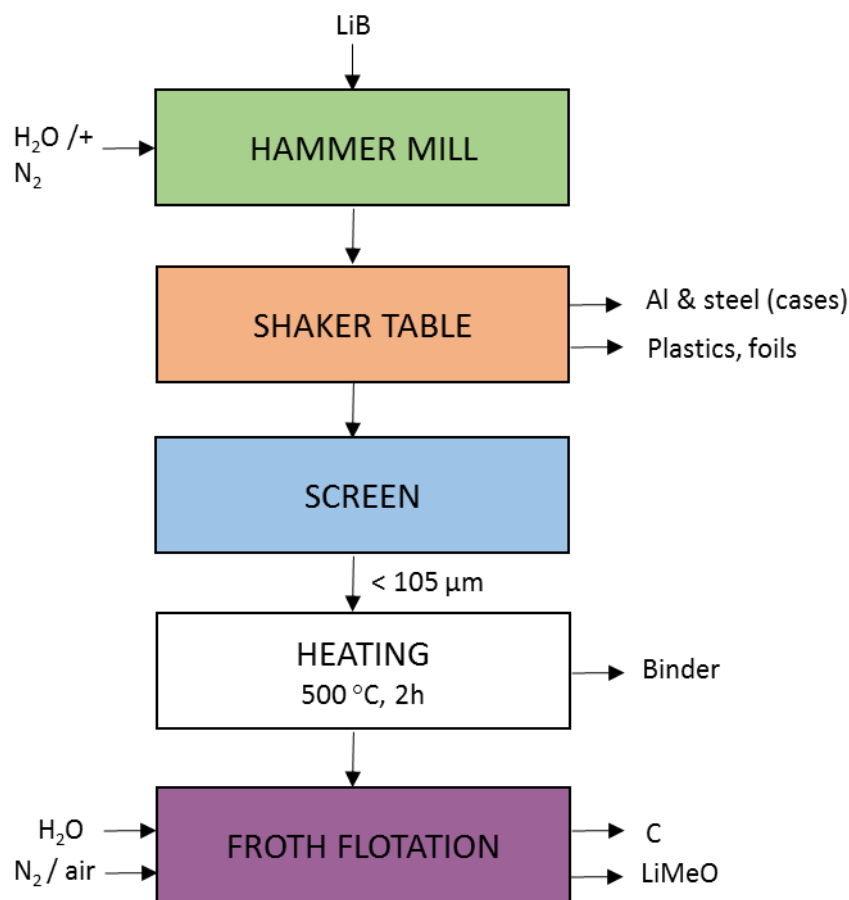 LiB
H₂O /+
N₂
HAMMER MILL
SHAKER TABLE
Al & steel (cases)
Plastics, foils
SCREEN
< 105 µm
HEATING
500 °C, 2h
Binder
H₂O
N₂ / air
FROTH FLOTATION
C
LiMeO